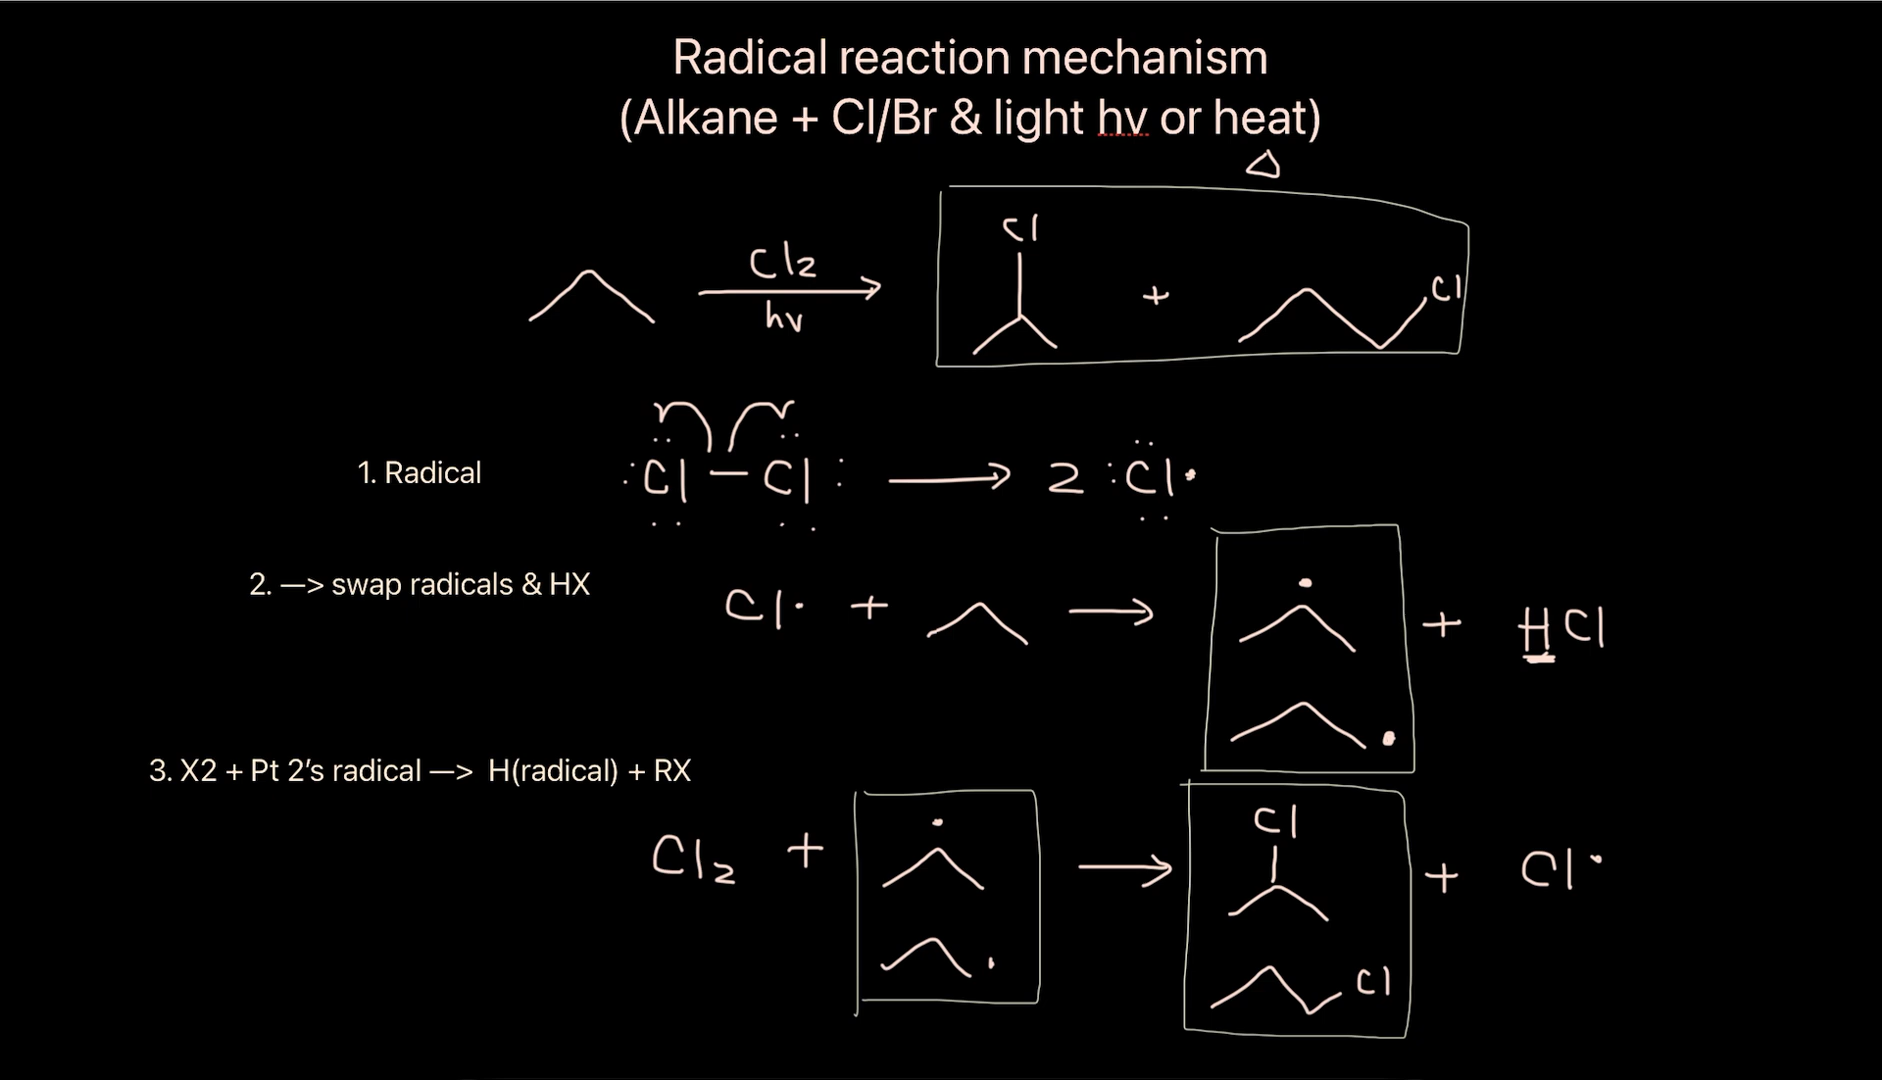 Radical reaction mechanism
(Alkane + Cl/Br & light hv or heat)
△
Cl
Cl₂
hv
+
Cl
1. Radical
:Cl — Cl: ⟶ 2 :Cl·
2. —> swap radicals & HX
Cl· + ⟶ + HCl
3. X2 + Pt 2’s radical —> H(radical) + RX
Cl
Cl₂ + ⟶ + Cl·
Cl